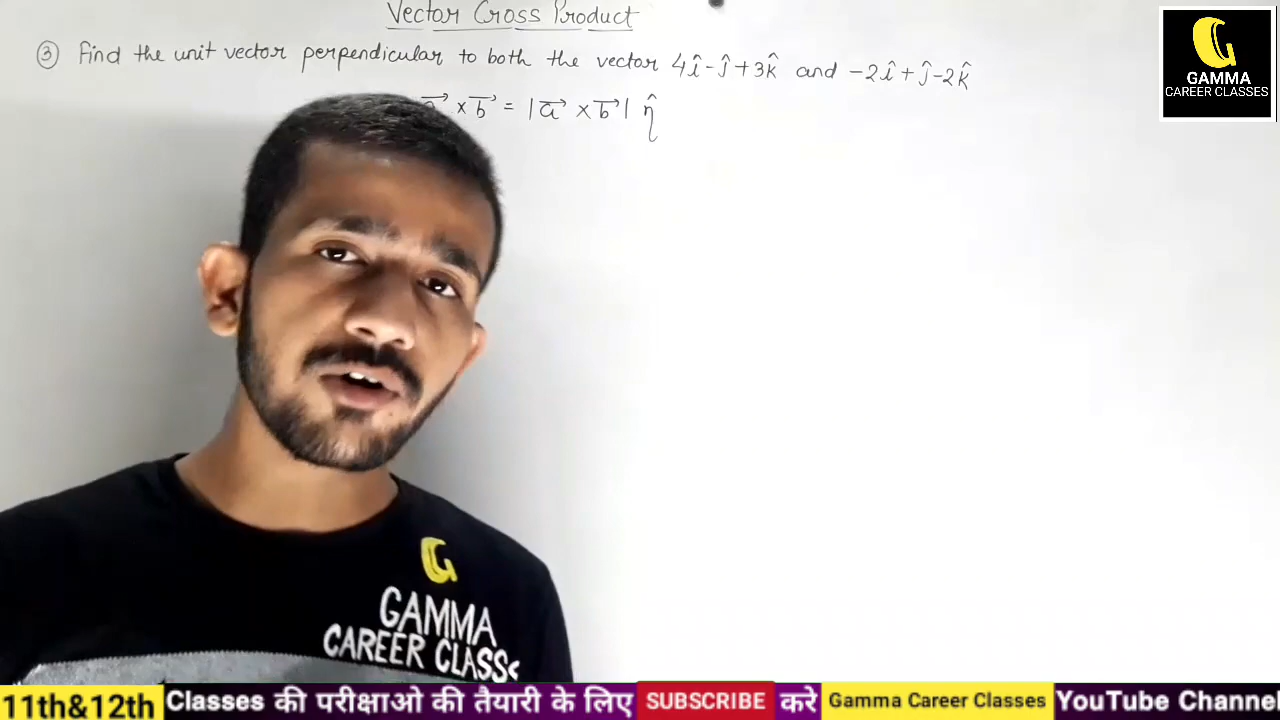 Vector Cross Product
③ Find the unit vector perpendicular to both the vector 4î-ĵ+3k̂ and -2î+ĵ-2k̂
a⃗ × b⃗ = |a⃗ × b⃗| η̂
GAMMA
CAREER CLASSES
GAMMA
CAREER CLASS
11th&12th Classes की परीक्षाओ की तैयारी के लिए SUBSCRIBE करे Gamma Career Classes YouTube Channel